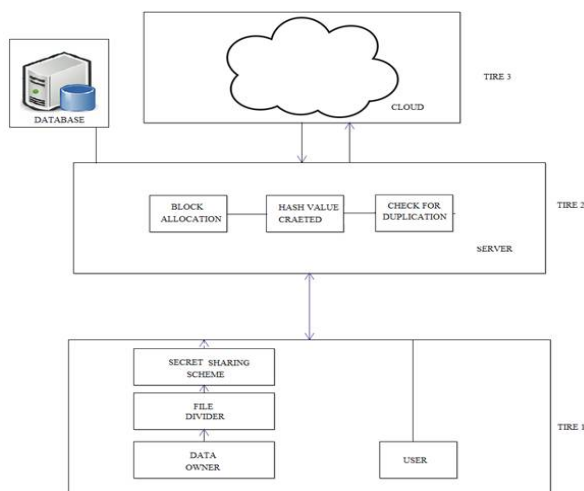 TIRE 3
CLOUD
DATABASE
TIRE 2
BLOCK
ALLOCATION
HASH VALUE
CRAETED
CHECK FOR
DUPLICATION
SERVER
SECRET SHARING
SCHEME
FILE
DIVIDER
DATA
OWNER
USER
TIRE 1